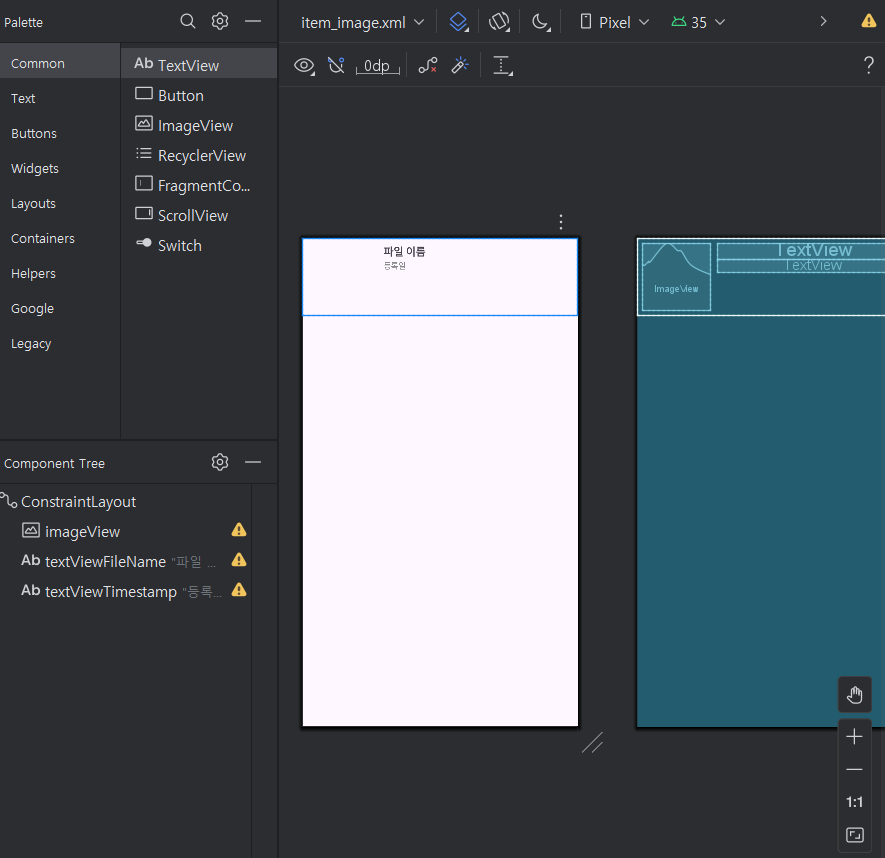 Palette
item_image.xml
Pixel
35
0dp
?
Common
Text
Buttons
Widgets
Layouts
Containers
Helpers
Google
Legacy
Ab TextView
Button
ImageView
RecyclerView
FragmentCo...
ScrollView
Switch
파일 이름
등록일
TextView
TextView
ImageView
Component Tree
ConstraintLayout
imageView
Ab textViewFileName "파일 ...
Ab textViewTimestamp "등록...
1:1